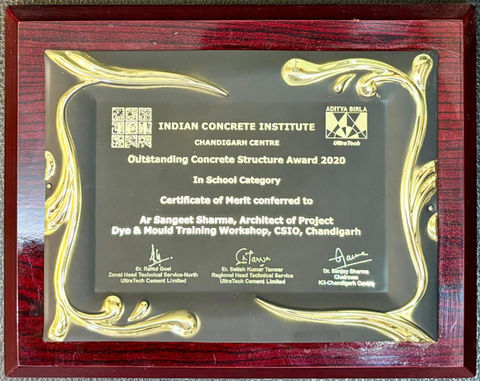 ADITYA BIRLA
UltraTech
INDIAN CONCRETE INSTITUTE
CHANDIGARH CENTRE
Outstanding Concrete Structure Award 2020
In School Category
Certificate of Merit conferred to
Ar Sangeet Sharma, Architect of Project
Dye & Mould Training Workshop, CSIO, Chandigarh
Er. Rahul Goel
Zonal Head Technical Service-North
UltraTech Cement Limited
Er. Satish Kumar Tanwar
Regional Head Technical Service
UltraTech Cement Limited
Dr. Sanjay Sharma
Chairman
ICI-Chandigarh Centre